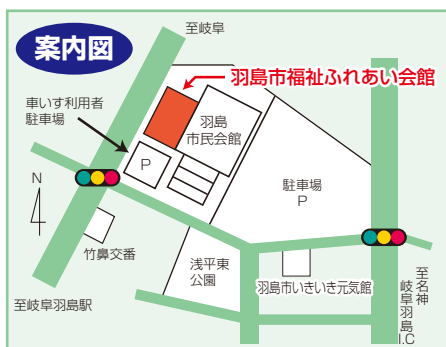 案内図
至岐阜
羽島市福祉ふれあい会館
車いす利用者
駐車場
羽島
市民会館
P
駐車場
P
N
竹鼻交番
浅平東
公園
羽島市いきいき元気館
至岐阜羽島駅
至名神
岐阜羽島I.C